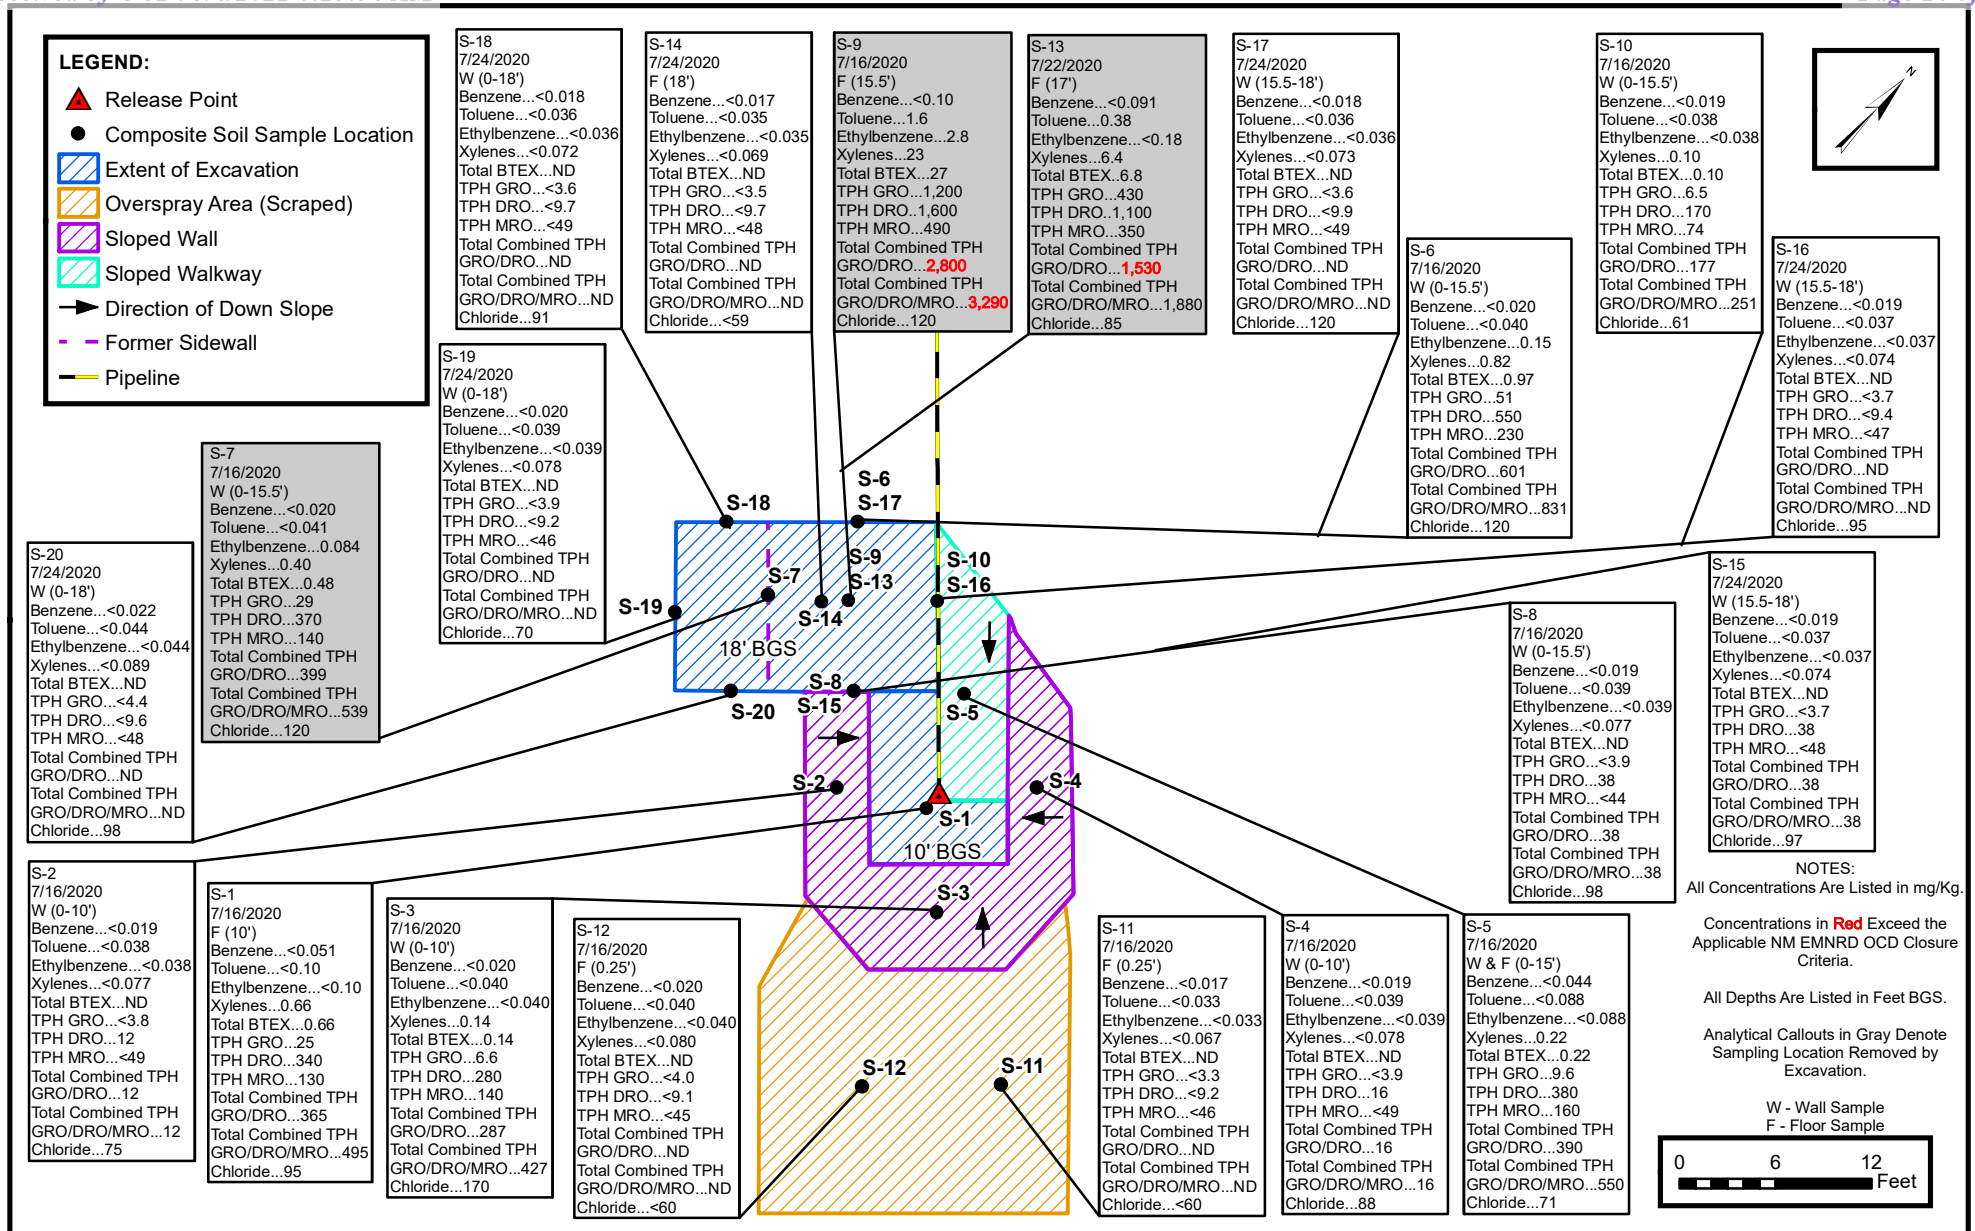 LEGEND:
Release Point
Composite Soil Sample Location
Extent of Excavation
Overspray Area (Scraped)
Sloped Wall
Sloped Walkway
Direction of Down Slope
Former Sidewall
Pipeline
S-18
7/24/2020
W (0-18')
Benzene...<0.018
Toluene...<0.036
Ethylbenzene...<0.036
Xylenes...<0.072
Total BTEX...ND
TPH GRO...<3.6
TPH DRO...<9.7
TPH MRO...<49
Total Combined TPH
GRO/DRO...ND
Total Combined TPH
GRO/DRO/MRO...ND
Chloride...91
S-14
7/24/2020
F (18')
Benzene...<0.017
Toluene...<0.035
Ethylbenzene...<0.035
Xylenes...<0.069
Total BTEX...ND
TPH GRO...<3.5
TPH DRO...<9.7
TPH MRO...<48
Total Combined TPH
GRO/DRO...ND
Total Combined TPH
GRO/DRO/MRO...ND
Chloride...<59
S-9
7/16/2020
F (15.5')
Benzene...<0.10
Toluene...1.6
Ethylbenzene...2.8
Xylenes...23
Total BTEX...27
TPH GRO...1,200
TPH DRO..1,600
TPH MRO...490
Total Combined TPH
GRO/DRO...2,800
Total Combined TPH
GRO/DRO/MRO...3,290
Chloride...120
S-13
7/22/2020
F (17')
Benzene...<0.091
Toluene...0.38
Ethylbenzene...<0.18
Xylenes...6.4
Total BTEX..6.8
TPH GRO...430
TPH DRO..1,100
TPH MRO...350
Total Combined TPH
GRO/DRO...1,530
Total Combined TPH
GRO/DRO/MRO...1,880
Chloride...85
S-17
7/24/2020
W (15.5-18')
Benzene...<0.018
Toluene...<0.036
Ethylbenzene...<0.036
Xylenes...<0.073
Total BTEX...ND
TPH GRO...<3.6
TPH DRO...<9.9
TPH MRO...<49
Total Combined TPH
GRO/DRO...ND
Total Combined TPH
GRO/DRO/MRO...ND
Chloride...120
S-10
7/16/2020
W (0-15.5')
Benzene...<0.019
Toluene...<0.038
Ethylbenzene...<0.038
Xylenes...0.10
Total BTEX...0.10
TPH GRO...6.5
TPH DRO...170
TPH MRO...74
Total Combined TPH
GRO/DRO...177
Total Combined TPH
GRO/DRO/MRO...251
Chloride...61
N
S-6
7/16/2020
W (0-15.5')
Benzene...<0.020
Toluene...<0.040
Ethylbenzene...0.15
Xylenes...0.82
Total BTEX...0.97
TPH GRO...51
TPH DRO...550
TPH MRO...230
Total Combined TPH
GRO/DRO...601
Total Combined TPH
GRO/DRO/MRO...831
Chloride...120
S-16
7/24/2020
W (15.5-18')
Benzene...<0.019
Toluene...<0.037
Ethylbenzene...<0.037
Xylenes...<0.074
Total BTEX...ND
TPH GRO...<3.7
TPH DRO...<9.4
TPH MRO...<47
Total Combined TPH
GRO/DRO...ND
Total Combined TPH
GRO/DRO/MRO...ND
Chloride...95
S-19
7/24/2020
W (0-18')
Benzene...<0.020
Toluene...<0.039
Ethylbenzene...<0.039
Xylenes...<0.078
Total BTEX...ND
TPH GRO...<3.9
TPH DRO...<9.2
TPH MRO...<46
Total Combined TPH
GRO/DRO...ND
Total Combined TPH
GRO/DRO/MRO...ND
Chloride...70
S-7
7/16/2020
W (0-15.5')
Benzene...<0.020
Toluene...<0.041
Ethylbenzene...0.084
Xylenes...0.40
Total BTEX...0.48
TPH GRO...29
TPH DRO...370
TPH MRO...140
Total Combined TPH
GRO/DRO...399
Total Combined TPH
GRO/DRO/MRO...539
Chloride...120
S-20
7/24/2020
W (0-18')
Benzene...<0.022
Toluene...<0.044
Ethylbenzene...<0.044
Xylenes...<0.089
Total BTEX...ND
TPH GRO...<4.4
TPH DRO...<9.6
TPH MRO...<48
Total Combined TPH
GRO/DRO...ND
Total Combined TPH
GRO/DRO/MRO...ND
Chloride...98
S-6
S-18
S-17
S-9
S-10
S-7
S-13
S-16
S-19
S-14
18' BGS
S-8
S-20
S-15
S-5
S-2
S-4
S-1
10' BGS
S-3
S-12
S-11
S-15
7/24/2020
W (15.5-18')
Benzene...<0.019
Toluene...<0.037
Ethylbenzene...<0.037
Xylenes...<0.074
Total BTEX...ND
TPH GRO...<3.7
TPH DRO...38
TPH MRO...<48
Total Combined TPH
GRO/DRO...38
Total Combined TPH
GRO/DRO/MRO...38
Chloride...97
S-8
7/16/2020
W (0-15.5')
Benzene...<0.019
Toluene...<0.039
Ethylbenzene...<0.039
Xylenes...<0.077
Total BTEX...ND
TPH GRO...<3.9
TPH DRO...38
TPH MRO...<44
Total Combined TPH
GRO/DRO...38
Total Combined TPH
GRO/DRO/MRO...38
Chloride...98
S-2
7/16/2020
W (0-10')
Benzene...<0.019
Toluene...<0.038
Ethylbenzene...<0.038
Xylenes...<0.077
Total BTEX...ND
TPH GRO...<3.8
TPH DRO...12
TPH MRO...<49
Total Combined TPH
GRO/DRO...12
Total Combined TPH
GRO/DRO/MRO...12
Chloride...75
S-1
7/16/2020
F (10')
Benzene...<0.051
Toluene...<0.10
Ethylbenzene...<0.10
Xylenes...0.66
Total BTEX...0.66
TPH GRO...25
TPH DRO...340
TPH MRO...130
Total Combined TPH
GRO/DRO...365
Total Combined TPH
GRO/DRO/MRO...495
Chloride...95
S-3
7/16/2020
W (0-10')
Benzene...<0.020
Toluene...<0.040
Ethylbenzene...<0.040
Xylenes...0.14
Total BTEX...0.14
TPH GRO...6.6
TPH DRO...280
TPH MRO...140
Total Combined TPH
GRO/DRO...287
Total Combined TPH
GRO/DRO/MRO...427
Chloride...170
S-12
7/16/2020
F (0.25')
Benzene...<0.020
Toluene...<0.040
Ethylbenzene...<0.040
Xylenes...<0.080
Total BTEX...ND
TPH GRO...<4.0
TPH DRO...<9.1
TPH MRO...<45
Total Combined TPH
GRO/DRO...ND
Total Combined TPH
GRO/DRO/MRO...ND
Chloride...<60
S-11
7/16/2020
F (0.25')
Benzene...<0.017
Toluene...<0.033
Ethylbenzene...<0.033
Xylenes...<0.067
Total BTEX...ND
TPH GRO...<3.3
TPH DRO...<9.2
TPH MRO...<46
Total Combined TPH
GRO/DRO...ND
Total Combined TPH
GRO/DRO/MRO...ND
Chloride...<60
S-4
7/16/2020
W (0-10')
Benzene...<0.019
Toluene...<0.039
Ethylbenzene...<0.039
Xylenes...<0.078
Total BTEX...ND
TPH GRO...<3.9
TPH DRO...16
TPH MRO...<49
Total Combined TPH
GRO/DRO...16
Total Combined TPH
GRO/DRO/MRO...16
Chloride...88
S-5
7/16/2020
W & F (0-15')
Benzene...<0.044
Toluene...<0.088
Ethylbenzene...<0.088
Xylenes...0.22
Total BTEX...0.22
TPH GRO...9.6
TPH DRO...380
TPH MRO...160
Total Combined TPH
GRO/DRO...390
Total Combined TPH
GRO/DRO/MRO...550
Chloride...71
NOTES:
All Concentrations Are Listed in mg/Kg.
Concentrations in Red Exceed the
Applicable NM EMNRD OCD Closure
Criteria.
All Depths Are Listed in Feet BGS.
Analytical Callouts in Gray Denote
Sampling Location Removed by
Excavation.
W - Wall Sample
F - Floor Sample
0 6 12
Feet